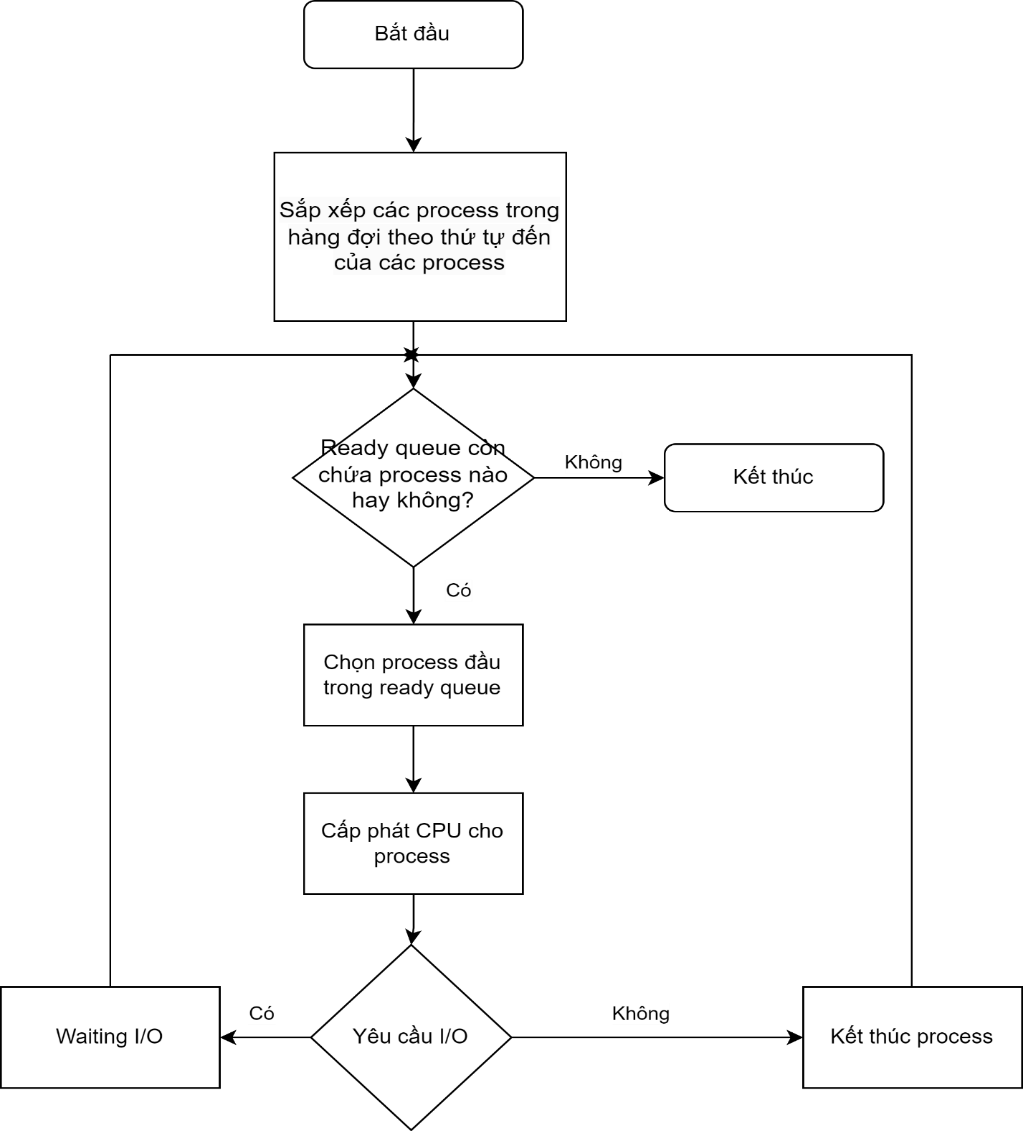 Bắt đầu
Sắp xếp các process trong
hàng đợi theo thứ tự đến
của các process
Ready queue còn
chứa process nào
hay không?
Không
Kết thúc
Có
Chọn process đầu
trong ready queue
Cấp phát CPU cho
process
Có
Không
Waiting I/O
Yêu cầu I/O
Kết thúc process